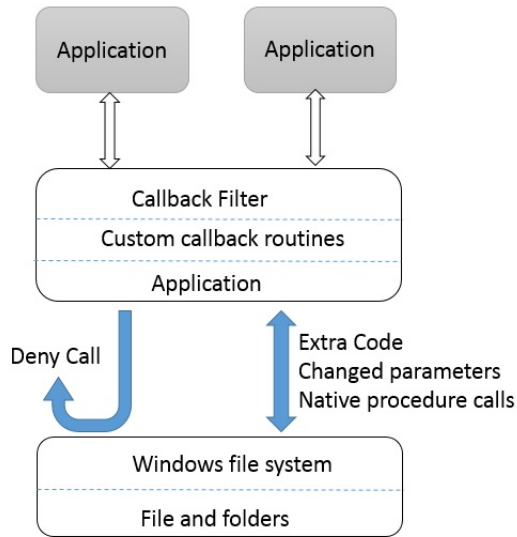 Application
Application
Callback Filter
Custom callback routines
Application
Deny Call
Extra Code
Changed parameters
Native procedure calls
Windows file system
File and folders